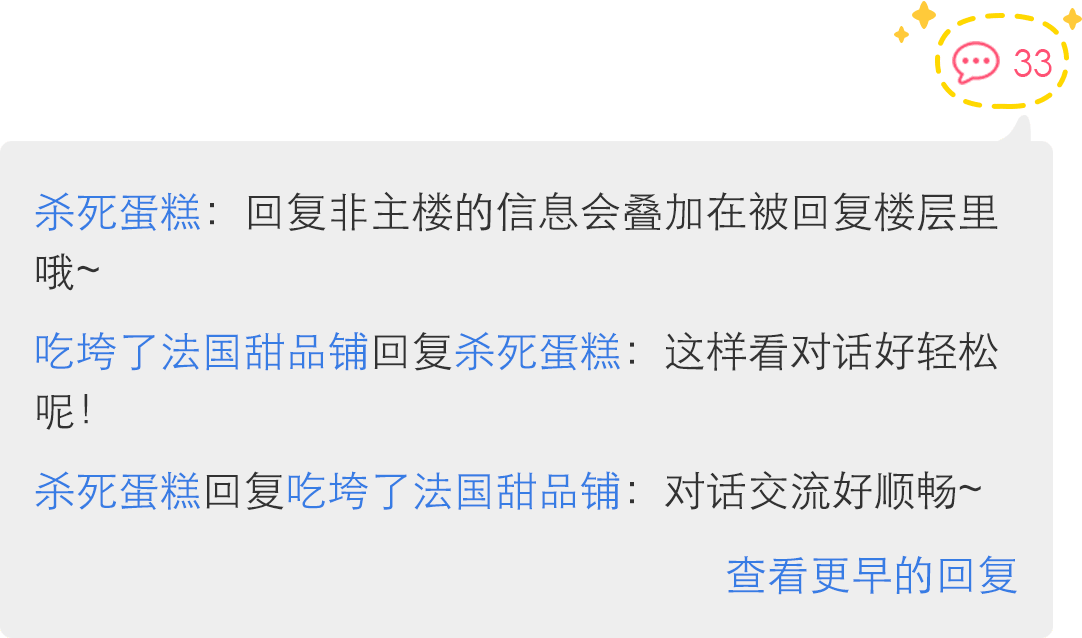 33
杀死蛋糕：回复非主楼的信息会叠加在被回复楼层里
哦~
吃垮了法国甜品铺回复杀死蛋糕：这样看对话好轻松
呢！
杀死蛋糕回复吃垮了法国甜品铺：对话交流好顺畅~
查看更早的回复